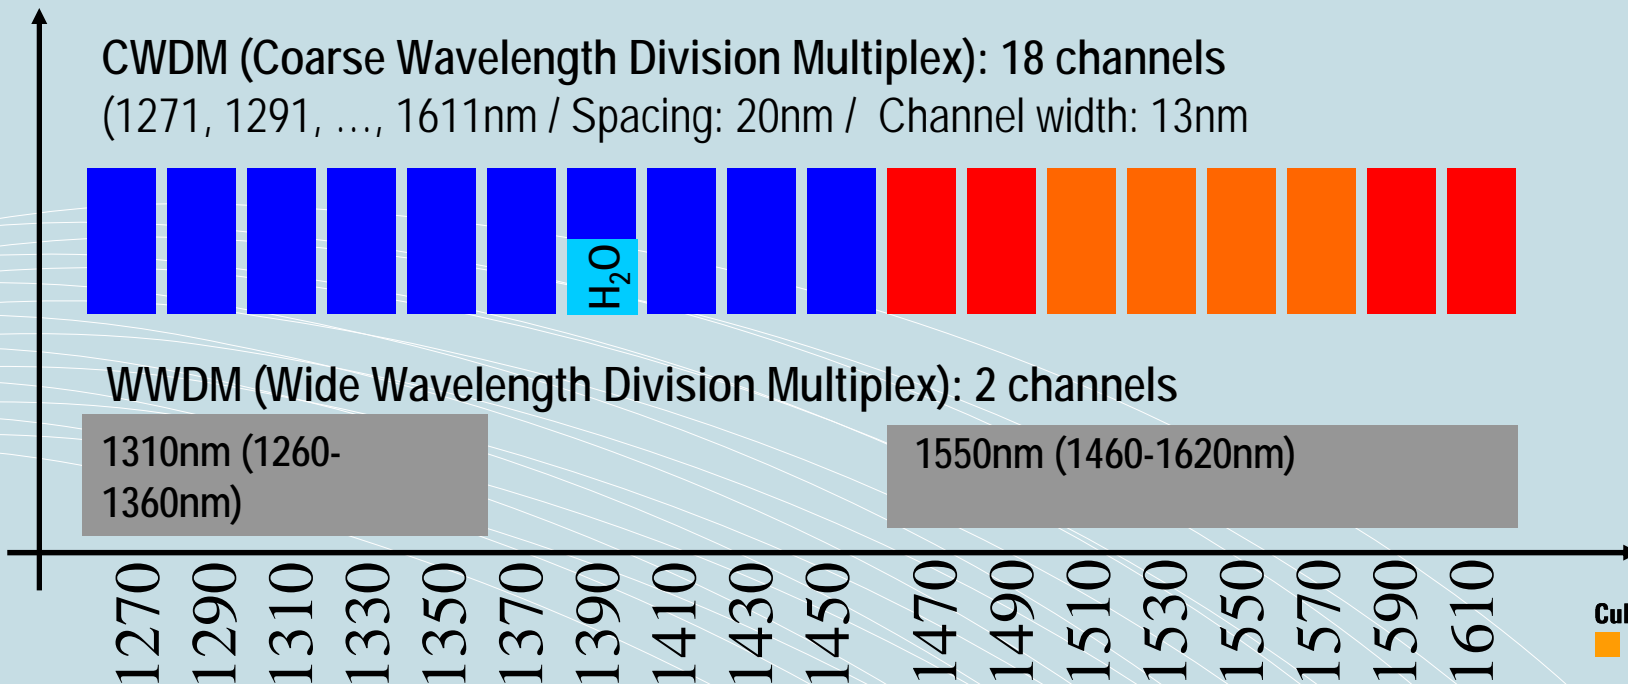 CWDM (Coarse Wavelength Division Multiplex): 18 channels
(1271, 1291, …, 1611nm / Spacing: 20nm / Channel width: 13nm
H₂O
WWDM (Wide Wavelength Division Multiplex): 2 channels
1310nm (1260-
1360nm)
1550nm (1460-1620nm)
1270 1290 1310 1330 1350 1370 1390 1410 1430 1450 1470 1490 1510 1530 1550 1570 1590 1610